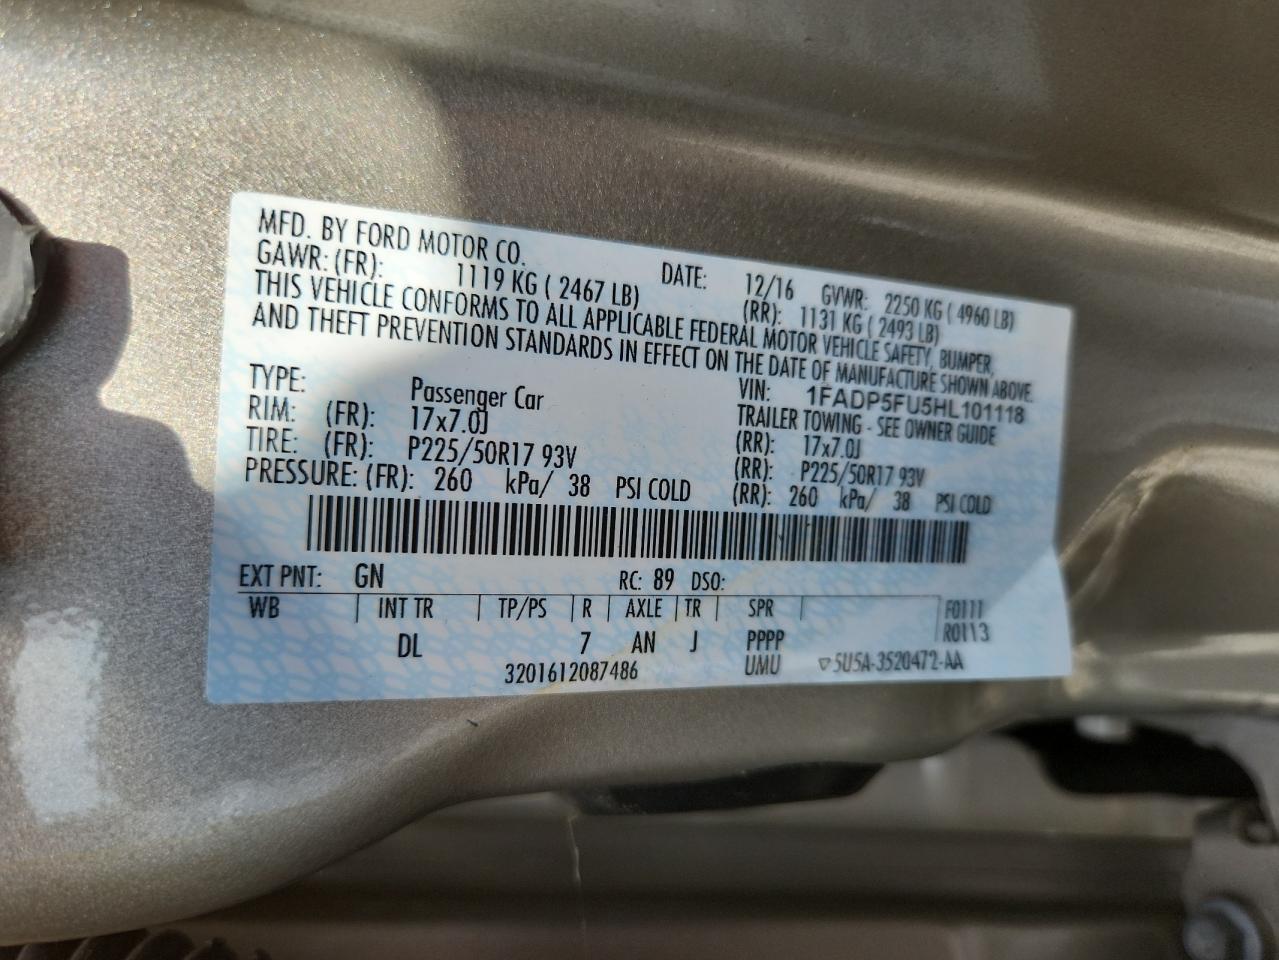 MFD. BY FORD MOTOR CO. DATE: 12/16 GVWR: 2250 KG ( 4960 LB)
GAWR: (FR): 1119 KG ( 2467 LB) (RR): 1131 KG ( 2493 LB)
THIS VEHICLE CONFORMS TO ALL APPLICABLE FEDERAL MOTOR VEHICLE SAFETY, BUMPER,
AND THEFT PREVENTION STANDARDS IN EFFECT ON THE DATE OF MANUFACTURE SHOWN ABOVE.
VIN: 1FADP5FU5HL101118
TYPE: Passenger Car TRAILER TOWING - SEE OWNER GUIDE
RIM: (FR): 17x7.0J (RR): 17x7.0J
TIRE: (FR): P225/50R17 93V (RR): P225/50R17 93V
PRESSURE: (FR): 260 kPa/ 38 PSI COLD (RR): 260 kPa/ 38 PSI COLD
EXT PNT: GN RC: 89 DSO:
WB INT TR TP/PS R AXLE TR SPR F0111
DL 7 AN J PPPP R0113
3201612087486 UMU ▽5U5A-3520472-AA